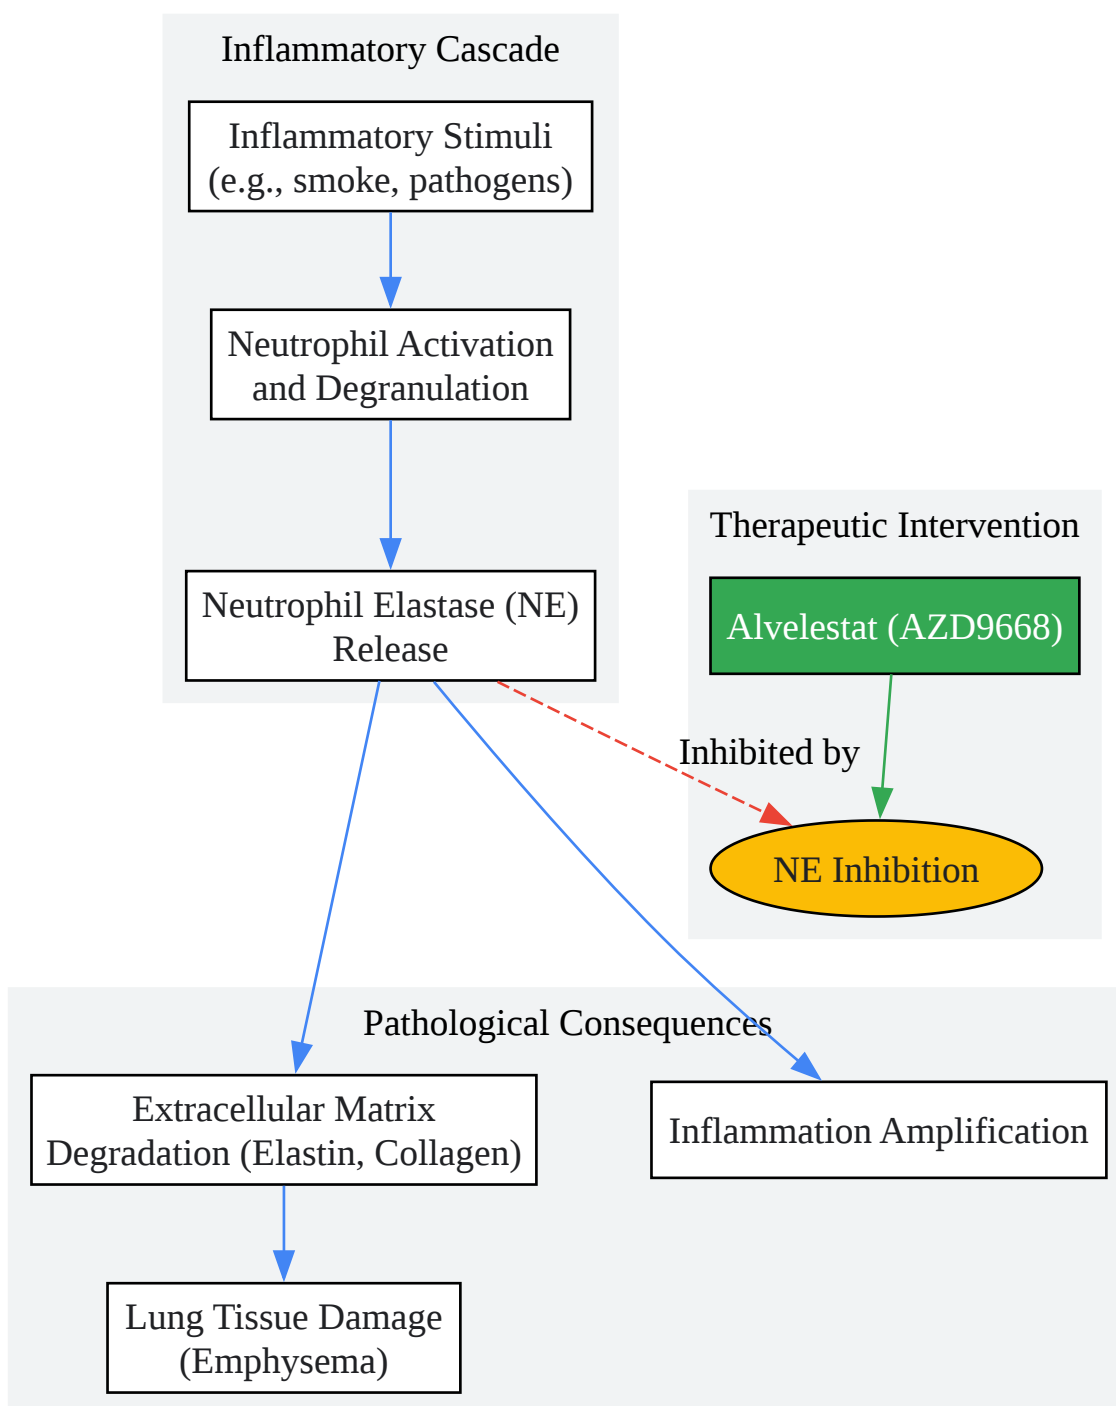 Inflammatory Cascade
Inflammatory Stimuli
(e.g., smoke, pathogens)
Neutrophil Activation
and Degranulation
Neutrophil Elastase (NE)
Release
Therapeutic Intervention
Alvelestat (AZD9668)
Inhibited by
NE Inhibition
Pathological Consequences
Extracellular Matrix
Degradation (Elastin, Collagen)
Inflammation Amplification
Lung Tissue Damage
(Emphysema)